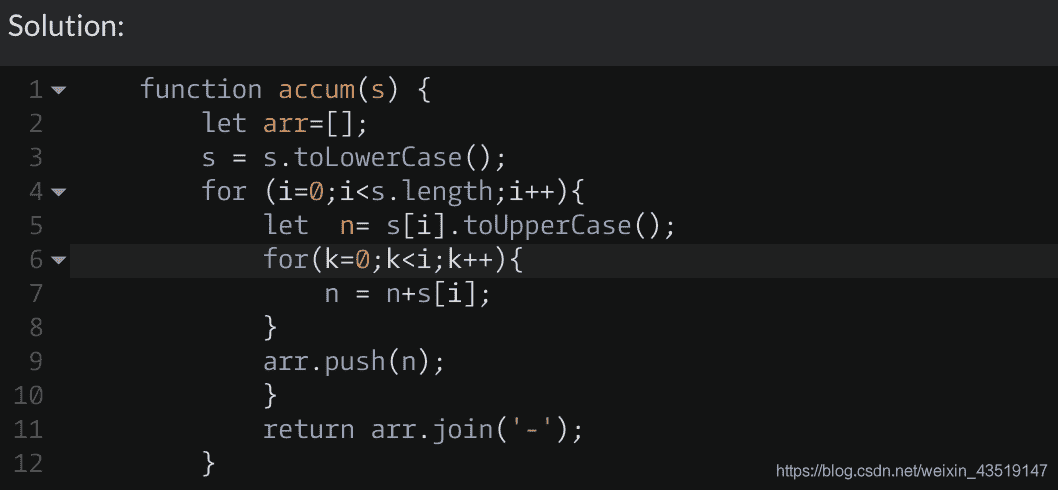 Solution:
1 function accum(s) {
2 let arr=[];
3 s = s.toLowerCase();
4 for (i=0;i<s.length;i++){
5 let  n= s[i].toUpperCase();
6 for(k=0;k<i;k++){
7 n = n+s[i];
8 }
9 arr.push(n);
10 }
11 return arr.join('-');
12 }
https://blog.csdn.net/weixin_43519147